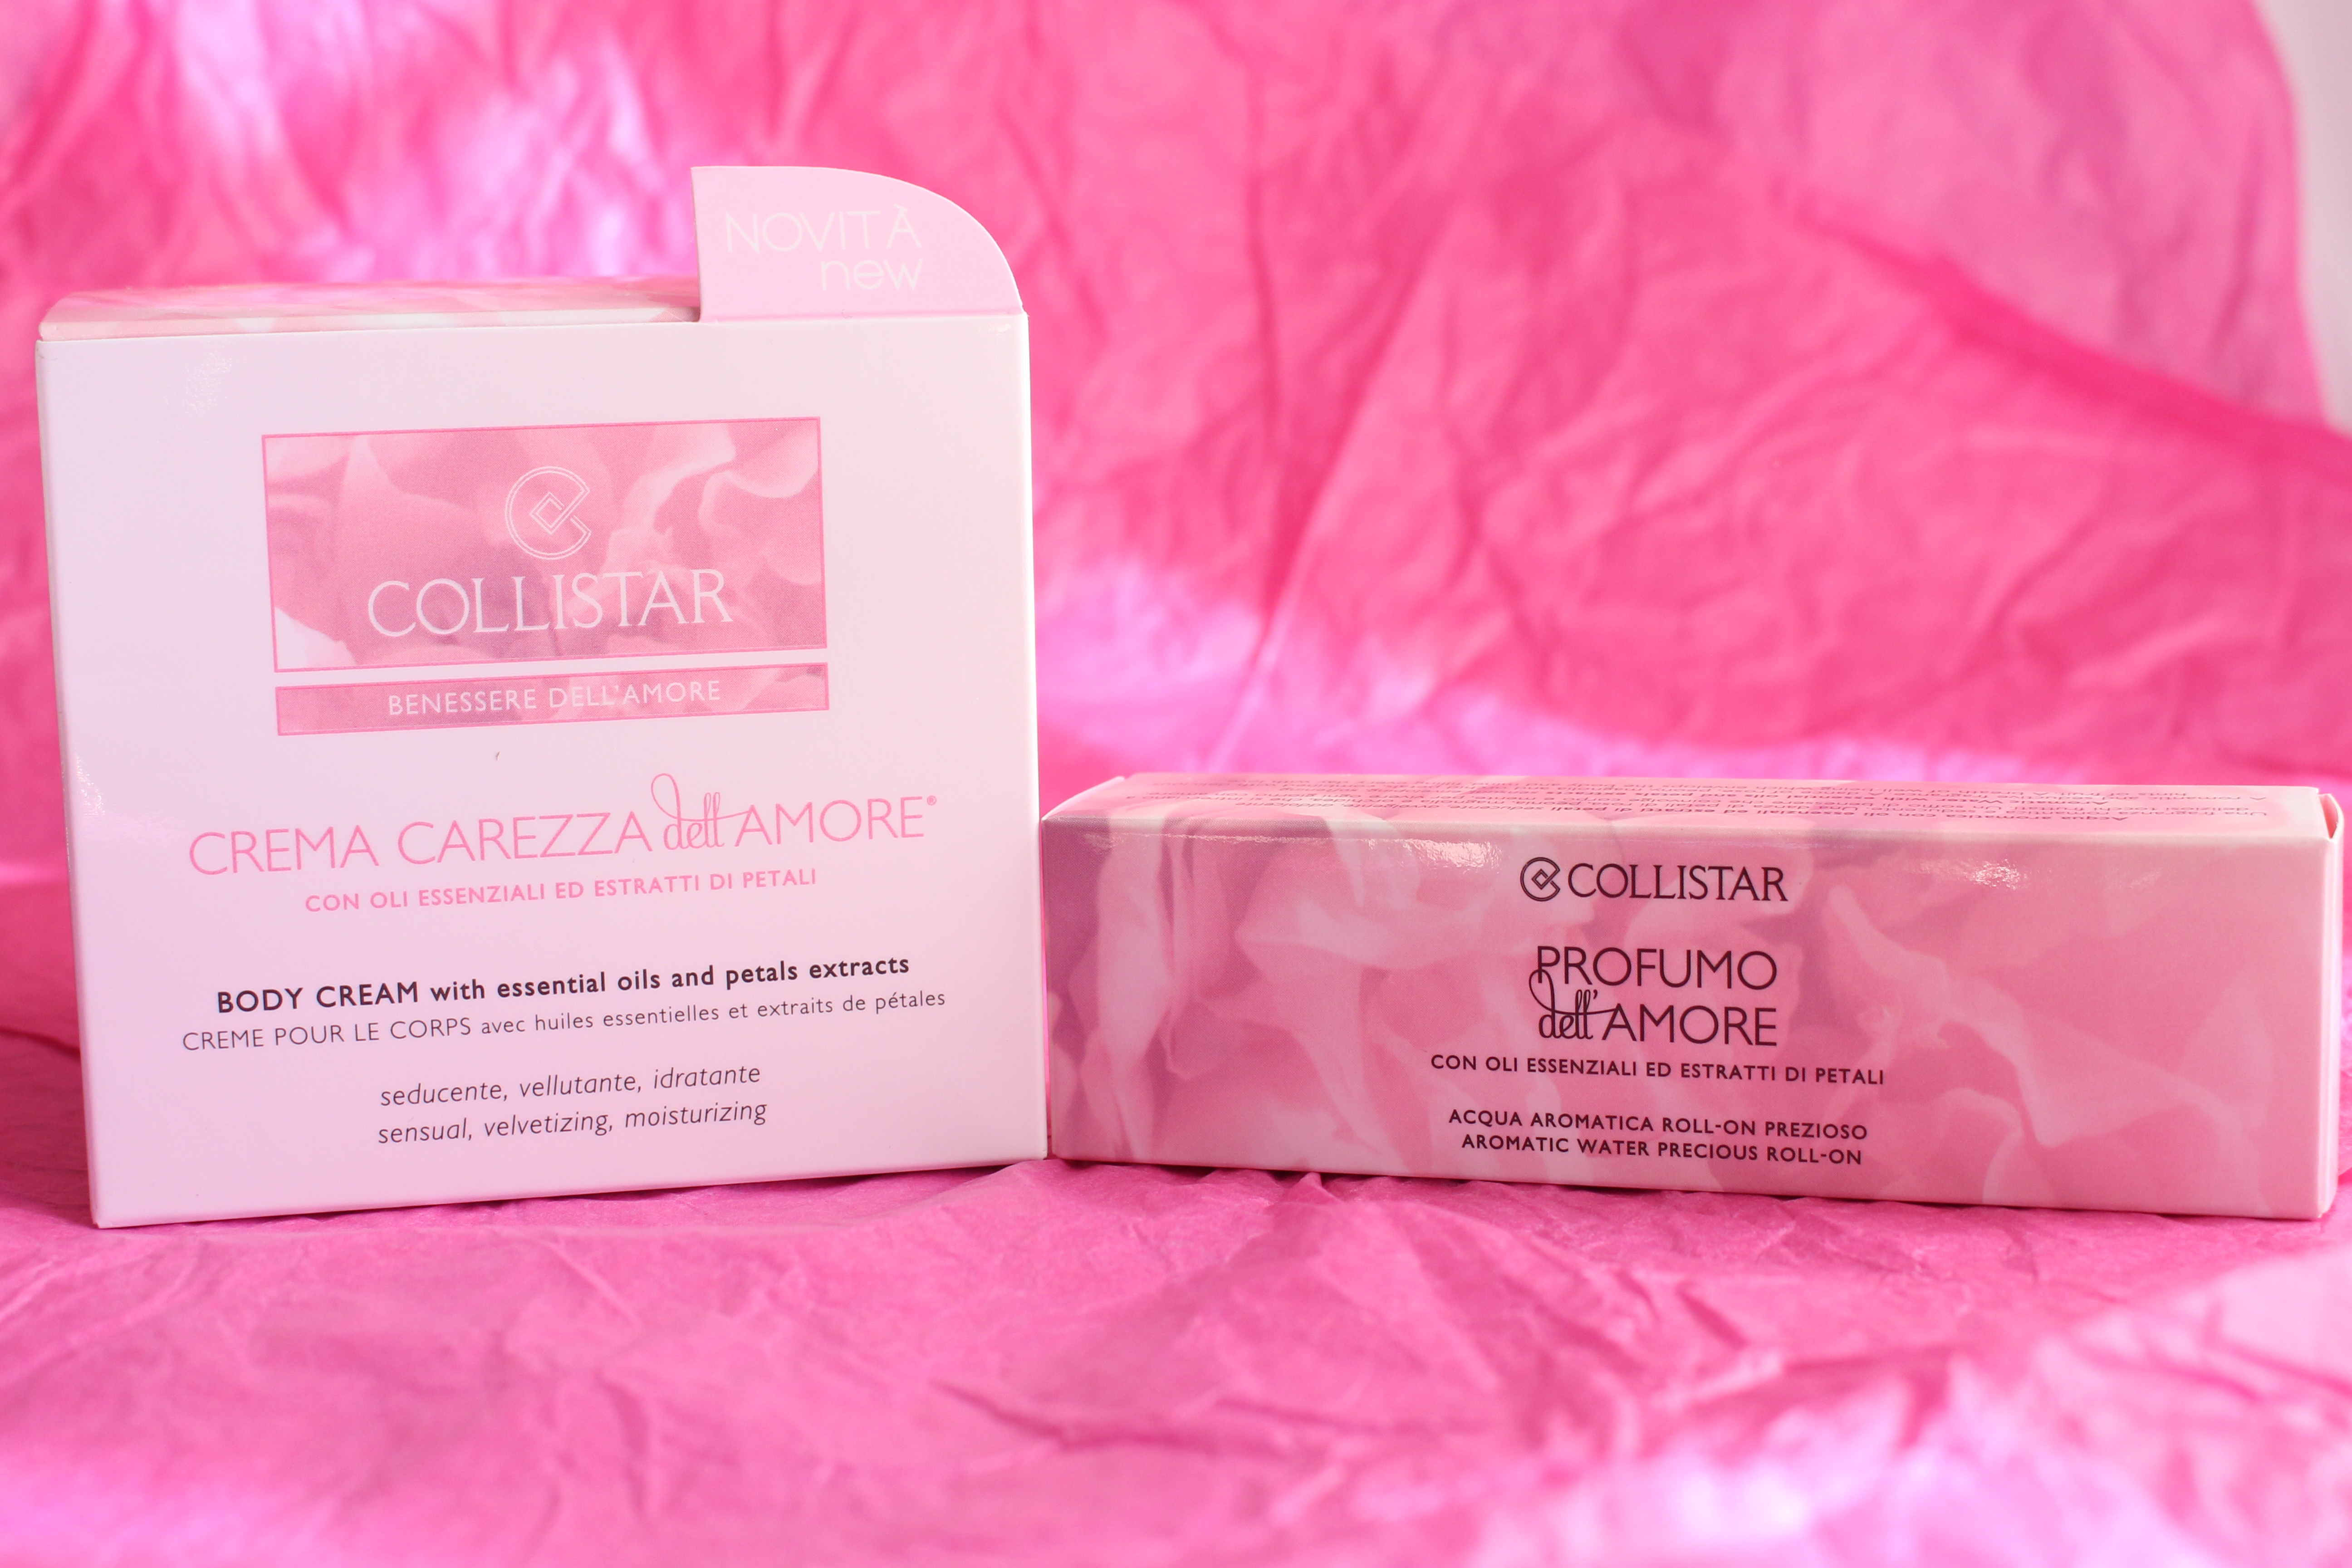 NOVITÀ
new
COLLISTAR
BENESSERE DELL'AMORE
CREMA CAREZZA dell'AMORE®
CON OLI ESSENZIALI ED ESTRATTI DI PETALI
BODY CREAM with essential oils and petals extracts
CREME POUR LE CORPS avec huiles essentielles et extraits de pétales
seducente, vellutante, idratante
sensual, velvetizing, moisturizing
COLLISTAR
PROFUMO
dell'AMORE
CON OLI ESSENZIALI ED ESTRATTI DI PETALI
ACQUA AROMATICA ROLL-ON PREZIOSO
AROMATIC WATER PRECIOUS ROLL-ON